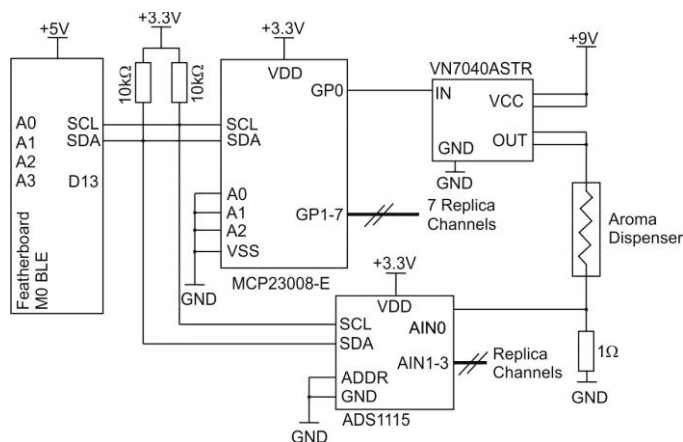 +5V
+3.3V
+3.3V
10kΩ
10kΩ
VDD
GP0
VN7040ASTR
+9V
IN
VCC
OUT
GND
GND
A0
A1
A2
A3
SCL
SDA
D13
Featherboard
M0 BLE
SCL
SDA
A0
A1
A2
VSS
GP1-7
7 Replica
Channels
Aroma
Dispenser
GND
MCP23008-E
+3.3V
VDD
SCL
SDA
AIN0
AIN1-3
Replica
Channels
1Ω
GND
ADDR
GND
GND
ADS1115